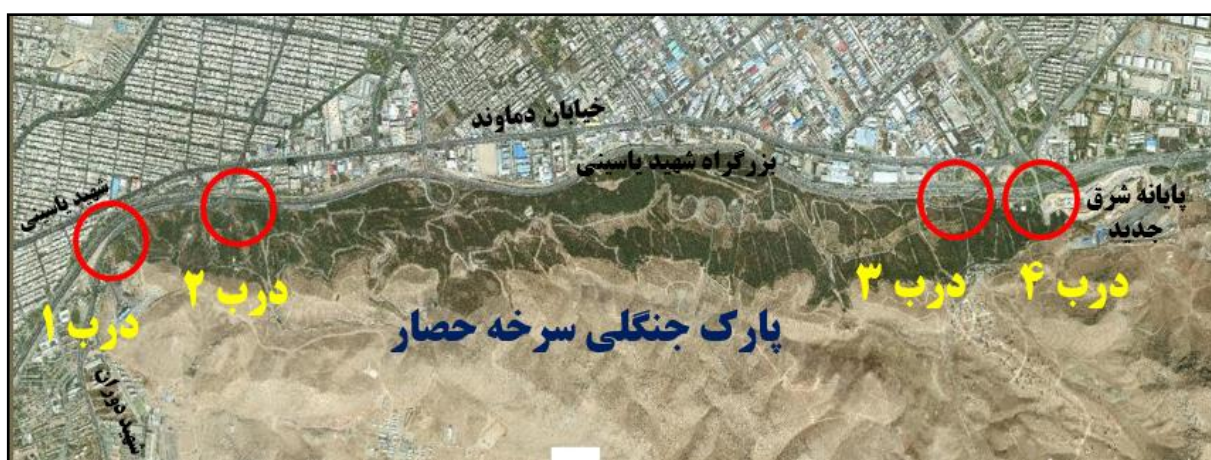 خیابان دماوند
بزرگراه شهید یاسینی
شهید یاسینی
پایانه شرق
جدید
درب ۱
درب ۲
درب ۳
درب ۴
پارک جنگلی سرخه حصار
شهید دوران